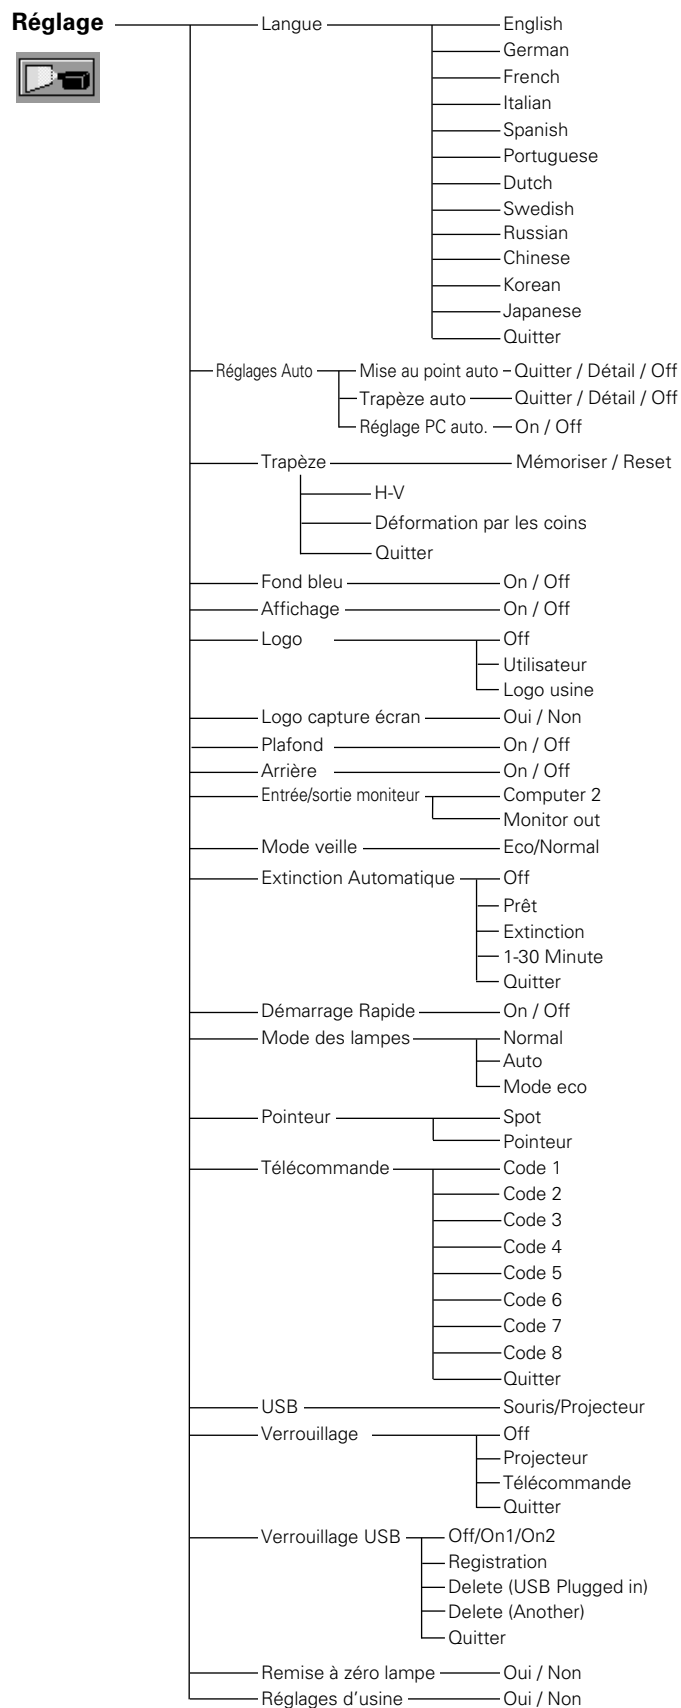 Réglage Langue English
German
French
Italian
Spanish
Portuguese
Dutch
Swedish
Russian
Chinese
Korean
Japanese
Quitter
Réglages Auto Mise au point auto Quitter / Détail / Off
Trapèze auto Quitter / Détail / Off
Réglage PC auto. On / Off
Trapèze Mémoriser / Reset
H-V
Déformation par les coins
Quitter
Fond bleu On / Off
Affichage On / Off
Logo Off
Utilisateur
Logo usine
Logo capture écran Oui / Non
Plafond On / Off
Arrière On / Off
Entrée/sortie moniteur Computer 2
Monitor out
Mode veille Eco/Normal
Extinction Automatique Off
Prêt
Extinction
1-30 Minute
Quitter
Démarrage Rapide On / Off
Mode des lampes Normal
Auto
Mode eco
Pointeur Spot
Pointeur
Télécommande Code 1
Code 2
Code 3
Code 4
Code 5
Code 6
Code 7
Code 8
Quitter
USB Souris/Projecteur
Verrouillage Off
Projecteur
Télécommande
Quitter
Verrouillage USB Off/On1/On2
Registration
Delete (USB Plugged in)
Delete (Another)
Quitter
Remise à zéro lampe Oui / Non
Réglages d'usine Oui / Non